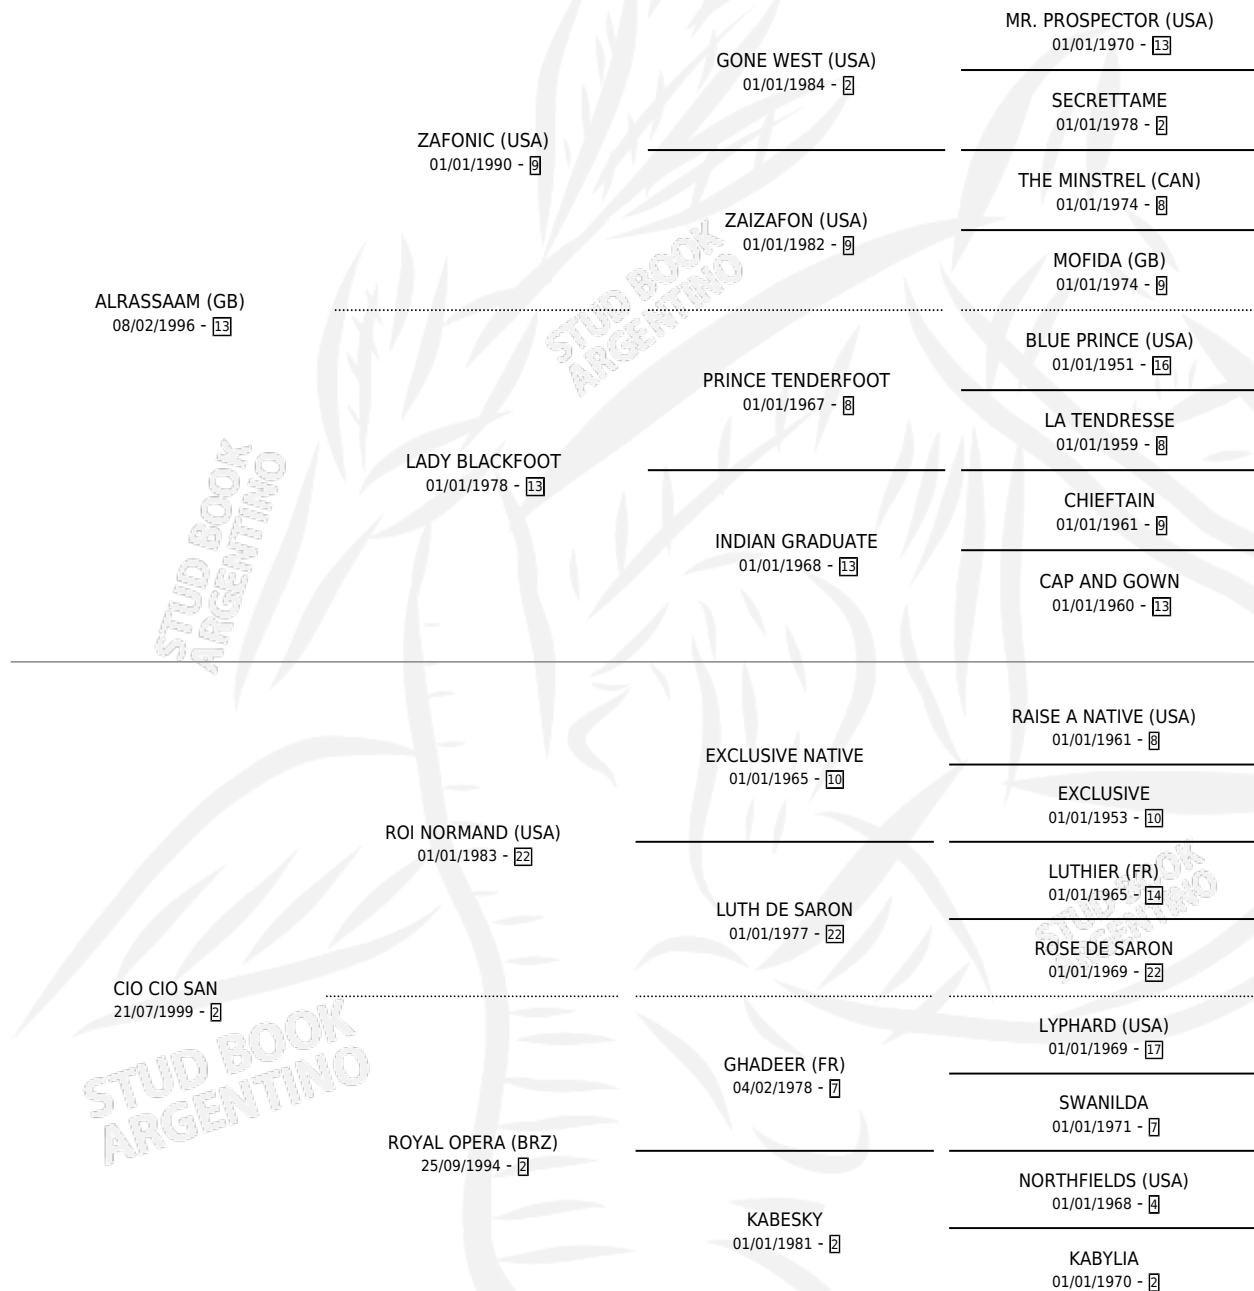 MR. PROSPECTOR (USA)
01/01/1970 - 13
GONE WEST (USA)
01/01/1984 - 2
SECRETTAME
01/01/1978 - 2
ZAFONIC (USA)
01/01/1990 - 9
THE MINSTREL (CAN)
01/01/1974 - 8
ZAIZAFON (USA)
01/01/1982 - 9
MOFIDA (GB)
01/01/1974 - 9
ALRASSAAM (GB)
08/02/1996 - 13
BLUE PRINCE (USA)
01/01/1951 - 16
PRINCE TENDERFOOT
01/01/1967 - 8
LA TENDRESSE
01/01/1959 - 8
LADY BLACKFOOT
01/01/1978 - 13
CHIEFTAIN
01/01/1961 - 9
INDIAN GRADUATE
01/01/1968 - 13
CAP AND GOWN
01/01/1960 - 13
RAISE A NATIVE (USA)
01/01/1961 - 8
EXCLUSIVE NATIVE
01/01/1965 - 10
EXCLUSIVE
01/01/1953 - 10
ROI NORMAND (USA)
01/01/1983 - 22
LUTHIER (FR)
01/01/1965 - 14
LUTH DE SARON
01/01/1977 - 22
ROSE DE SARON
01/01/1969 - 22
CIO CIO SAN
21/07/1999 - 2
LYPHARD (USA)
01/01/1969 - 17
GHADEER (FR)
04/02/1978 - 7
SWANILDA
01/01/1971 - 7
ROYAL OPERA (BRZ)
25/09/1994 - 2
NORTHFIELDS (USA)
01/01/1968 - 4
KABESKY
01/01/1981 - 2
KABYLIA
01/01/1970 - 2
STUD BOOK
ARGENTINO
STUD BOOK
ARGENTINO
STUD BOOK
ARGENTINO
STUD BOOK
ARGENTINO